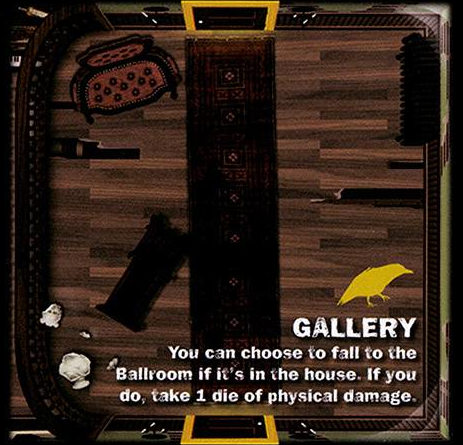 GALLERY
You can choose to fall to the
Ballroom if it's in the house. If you
do, take 1 die of physical damage.